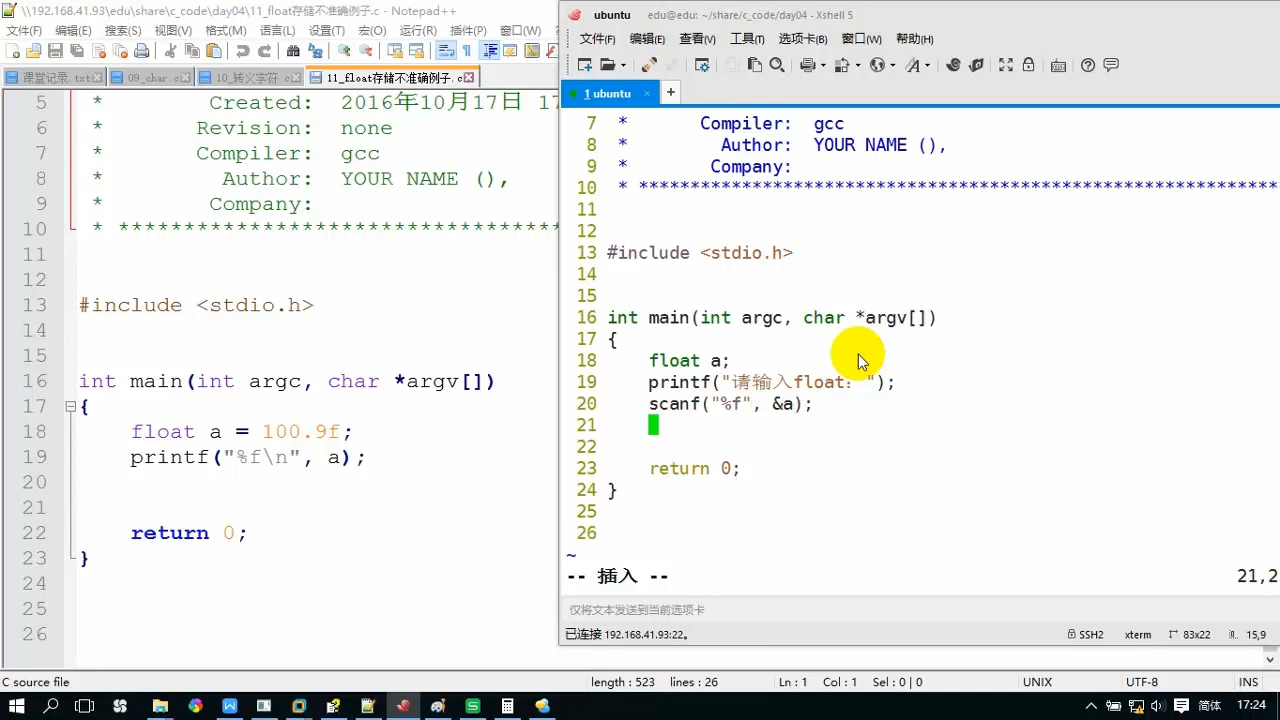 \\192.168.41.93\edu\share\c_code\day04\11_float存储不准确例子.c - Notepad++
文件(F) 编辑(E) 搜索(S) 视图(V) 格式(M) 语言(L) 设置(T) 宏(O) 运行(R) 插件(P) 窗口(W)
课堂记录.txt 09_char.c 10_转义字符.c 11_float存储不准确例子.c
5 * Created: 2016年10月17日 17
6 * Revision: none
7 * Compiler: gcc
8 * Author: YOUR NAME (),
9 * Company:
10 * **********************************
11
12
13 #include <stdio.h>
14
15
16 int main(int argc, char *argv[])
17 {
18 float a = 100.9f;
19 printf("%f\n", a);
20
21
22 return 0;
23 }
24
25
26
C source file length : 523 lines : 26 Ln : 1 Col : 1 Sel : 0 | 0 UNIX UTF-8 INS
ubuntu edu@edu: ~/share/c_code/day04 - Xshell 5
文件(F) 编辑(E) 查看(V) 工具(T) 选项卡(B) 窗口(W) 帮助(H)
1 ubuntu × +
7 * Compiler: gcc
8 * Author: YOUR NAME (),
9 * Company:
10 * **************************************************************
11
12
13 #include <stdio.h>
14
15
16 int main(int argc, char *argv[])
17 {
18 float a;
19 printf("请输入float: ");
20 scanf("%f", &a);
21
22
23 return 0;
24 }
25
26
~
-- 插入 -- 21,2
仅将文本发送到当前选项卡
已连接 192.168.41.93:22。 SSH2 xterm 83x22 15,9
简体 17:24